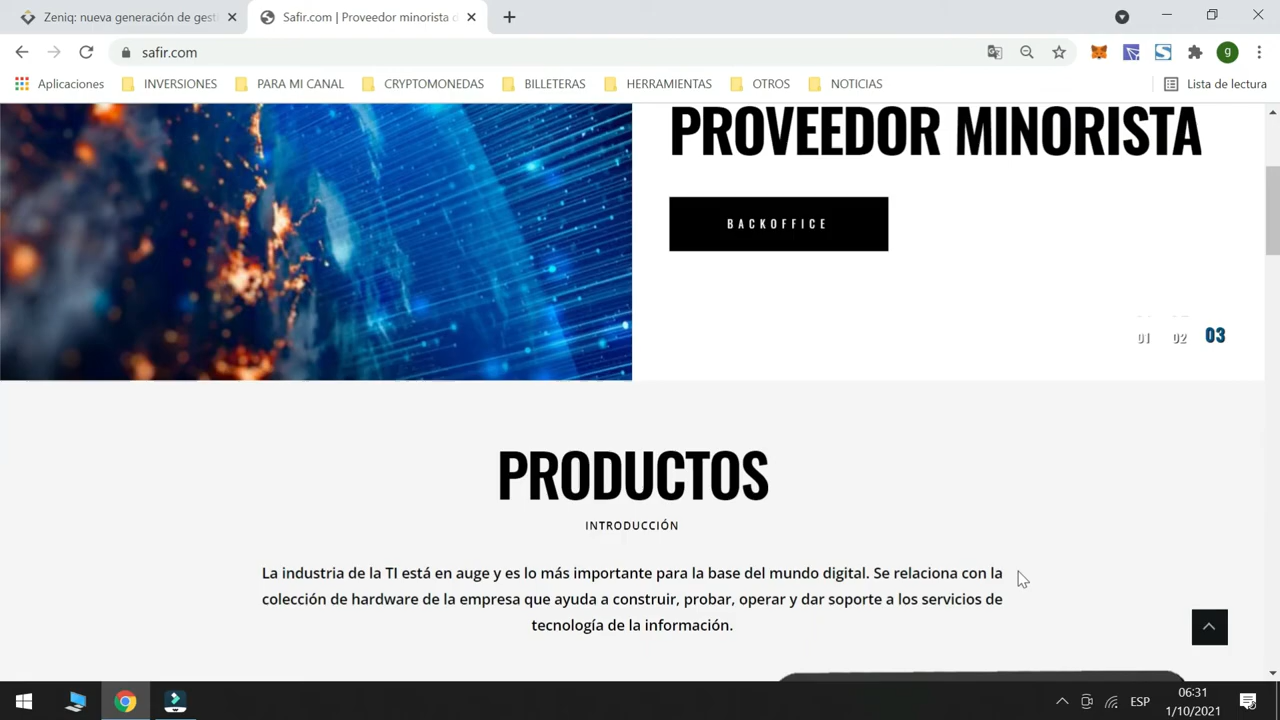 Zeniq: nueva generación de gest
Safir.com | Proveedor minorista d
safir.com
g
Aplicaciones
INVERSIONES
PARA MI CANAL
CRYPTOMONEDAS
BILLETERAS
HERRAMIENTAS
OTROS
NOTICIAS
Lista de lectura
PROVEEDOR MINORISTA
BACKOFFICE
01 02 03
PRODUCTOS
INTRODUCCIÓN
La industria de la TI está en auge y es lo más importante para la base del mundo digital. Se relaciona con la
colección de hardware de la empresa que ayuda a construir, probar, operar y dar soporte a los servicios de
tecnología de la información.
ESP
06:31
1/10/2021